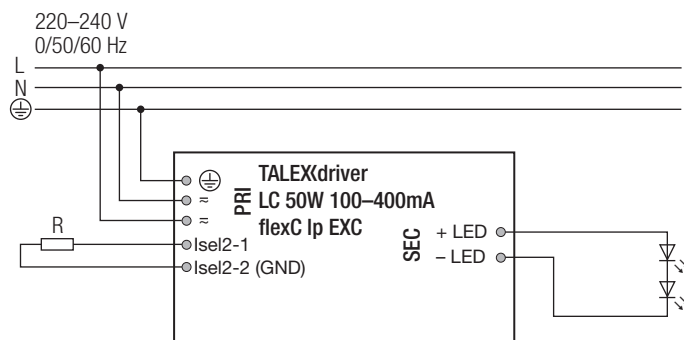 220–240 V
0/50/60 Hz
L
N
TALEXXdriver
LC 50W 100–400mA
flexC lp EXC
PRI
≂
≂
R
Isel2-1
Isel2-2 (GND)
SEC
+ LED
– LED